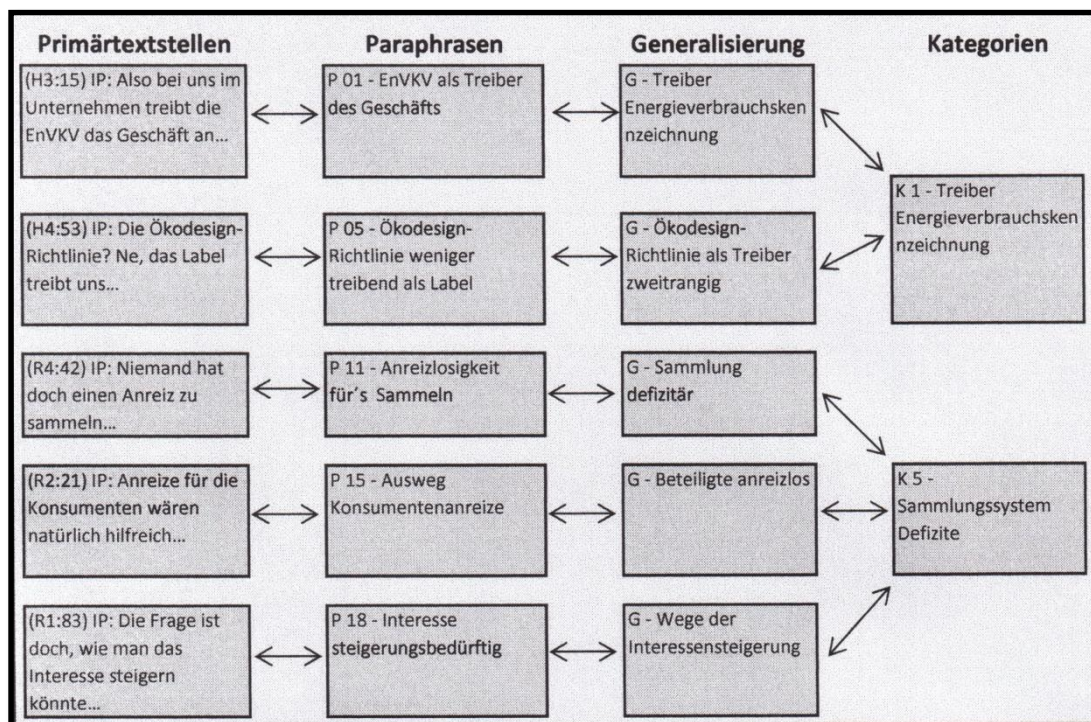 Primärtextstellen
Paraphrasen
Generalisierung
Kategorien
(H3:15) IP: Also bei uns im
Unternehmen treibt die
EnVKV das Geschäft an…
P 01 - EnVKV als Treiber
des Geschäfts
G - Treiber
Energieverbrauchsken
nzeichnung
K 1 - Treiber
Energieverbrauchsken
nzeichnung
(H4:53) IP: Die Ökodesign-
Richtlinie? Ne, das Label
treibt uns…
P 05 - Ökodesign-
Richtlinie weniger
treibend als Label
G - Ökodesign-
Richtlinie als Treiber
zweitrangig
(R4:42) IP: Niemand hat
doch einen Anreiz zu
sammeln…
P 11 - Anreizlosigkeit
für´s Sammeln
G - Sammlung
defizitär
(R2:21) IP: Anreize für die
Konsumenten wären
natürlich hilfreich…
P 15 - Ausweg
Konsumentenanreize
G - Beteiligte anreizlos
K 5 -
Sammlungssystem
Defizite
(R1:83) IP: Die Frage ist
doch, wie man das
Interesse steigern
könnte…
P 18 - Interesse
steigerungsbedürftig
G - Wege der
Interessensteigerung